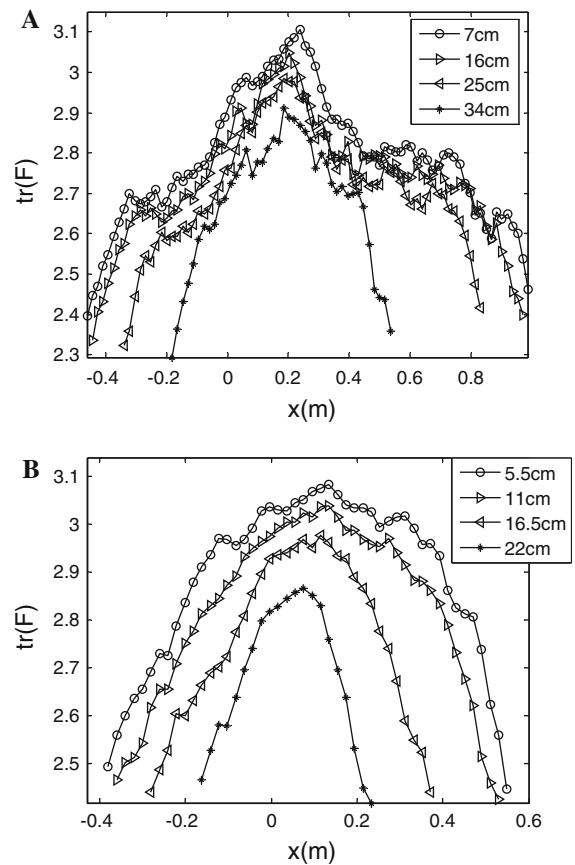 A
3.1
3
2.9
2.8
2.7
2.6
2.5
2.4
2.3
tr(F)
7cm
16cm
25cm
34cm
-0.4 -0.2 0 0.2 0.4 0.6 0.8
x(m)
B
3.1
3
2.9
2.8
2.7
2.6
2.5
tr(F)
5.5cm
11cm
16.5cm
22cm
-0.4 -0.2 0 0.2 0.4 0.6
x(m)